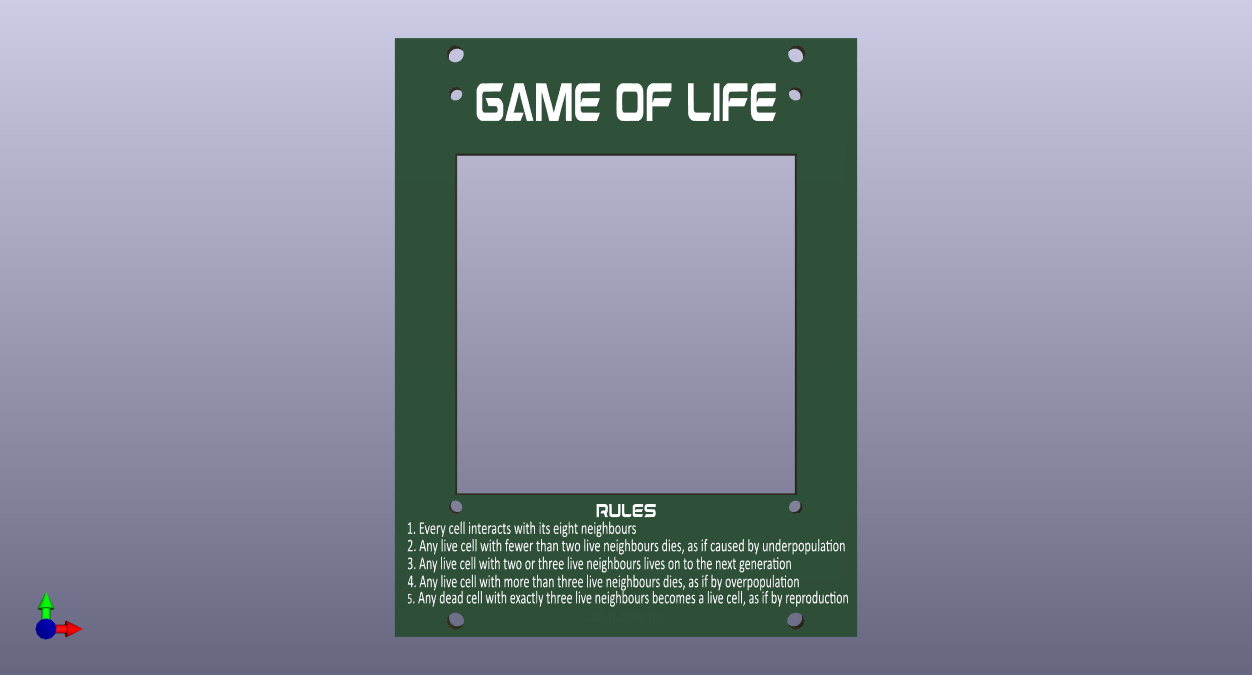 GAME OF LIFE
RULES
1. Every cell interacts with its eight neighbours
2. Any live cell with fewer than two live neighbours dies, as if caused by underpopulation
3. Any live cell with two or three live neighbours lives on to the next generation
4. Any live cell with more than three live neighbours dies, as if by overpopulation
5. Any dead cell with exactly three live neighbours becomes a live cell, as if by reproduction